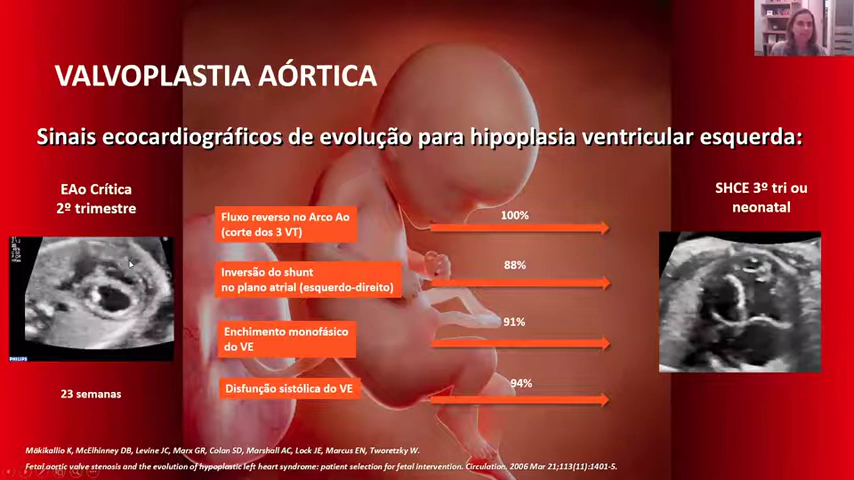 VALVOPLASTIA AÓRTICA
Sinais ecocardiográficos de evolução para hipoplasia ventricular esquerda:
EAo Crítica
2º trimestre
SHCE 3º tri ou
neonatal
Fluxo reverso no Arco Ao
(corte dos 3 VT)
100%
Inversão do shunt
no plano atrial (esquerdo-direito)
88%
Enchimento monofásico
do VE
91%
Disfunção sistólica do VE
94%
PHILIPS
23 semanas
Mäkikallio K, McElhinney DB, Levine JC, Marx GR, Colan SD, Marshall AC, Lock JE, Marcus EN, Tworetzky W.
Fetal aortic valve stenosis and the evolution of hypoplastic left heart syndrome: patient selection for fetal intervention. Circulation. 2006 Mar 21;113(11):1401-5.